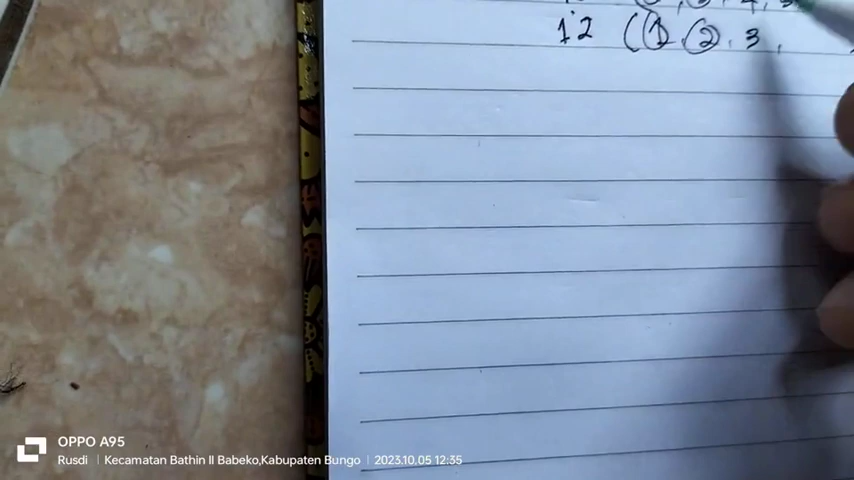 12 (1, 2, 3,
OPPO A95
Rusdi | Kecamatan Bathin II Babeko,Kabupaten Bungo | 2023.10.05 12:35